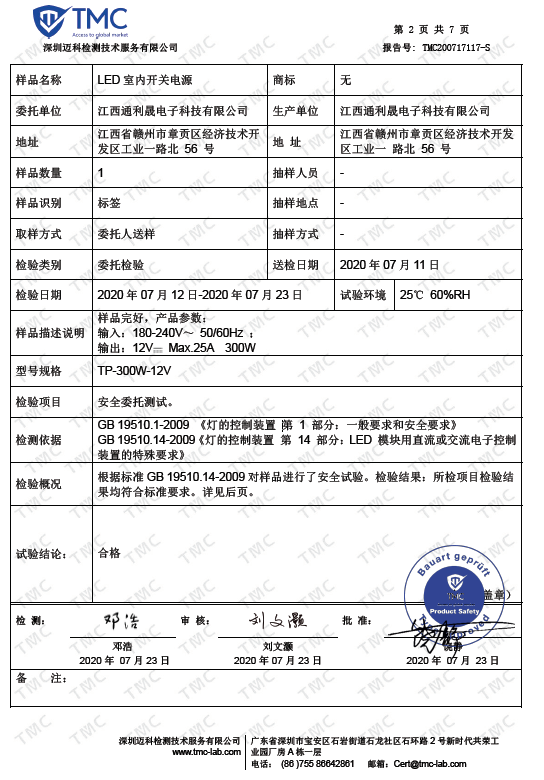 TMC
Access to global market
深圳迈科检测技术服务有限公司
第 2 页 共 7 页
报告号: TMC200717117-S
样品名称 LED 室内开关电源 商标 无
委托单位 江西通利晟电子科技有限公司 生产单位 江西通利晟电子科技有限公司
地址 江西省赣州市章贡区经济技术开
发区工业一路北 56 号
地 址 江西省赣州市章贡区经济技术开发
区工业一 路北 56 号
样品数量 1 抽样人员 -
样品识别 标签 抽样地点 -
取样方式 委托人送样 抽样方式 -
检验类别 委托检验 送检日期 2020 年 07 月 11 日
检验日期 2020 年 07 月 12 日-2020 年 07 月 23 日 试验环境 25℃ 60%RH
样品描述说明 样品完好，产品参数：
输入：180-240V～ 50/60Hz ；
输出：12V⎓ Max.25A 300W
型号规格 TP-300W-12V
检验项目 安全委托测试。
检测依据 GB 19510.1-2009 《灯的控制装置 第 1 部分：一般要求和安全要求》
GB 19510.14-2009《灯的控制装置 第 14 部分：LED 模块用直流或交流电子控制
装置的特殊要求》
检验概况 根据标准 GB 19510.14-2009 对样品进行了安全试验。检验结果：所检项目检验结
果均符合标准要求。详见后页。
试验结论： 合格
Bauart geprüft
TMC
Product Safety
盖章）
检 测： 邓浩 审 核： 刘文灏 批 准：
邓浩 刘文灏 饶静
2020 年 07 月 23 日 2020 年 07 月 23 日 2020 年 07 月 23 日
备 注：
深圳迈科检测技术服务有限公司
www.tmc-lab.com
广东省深圳市宝安区石岩街道石龙社区石环路 2 号新时代共荣工
业园厂房 A 栋一层
电话： (86 )755 86642861 邮箱：Cert@tmc-lab.com